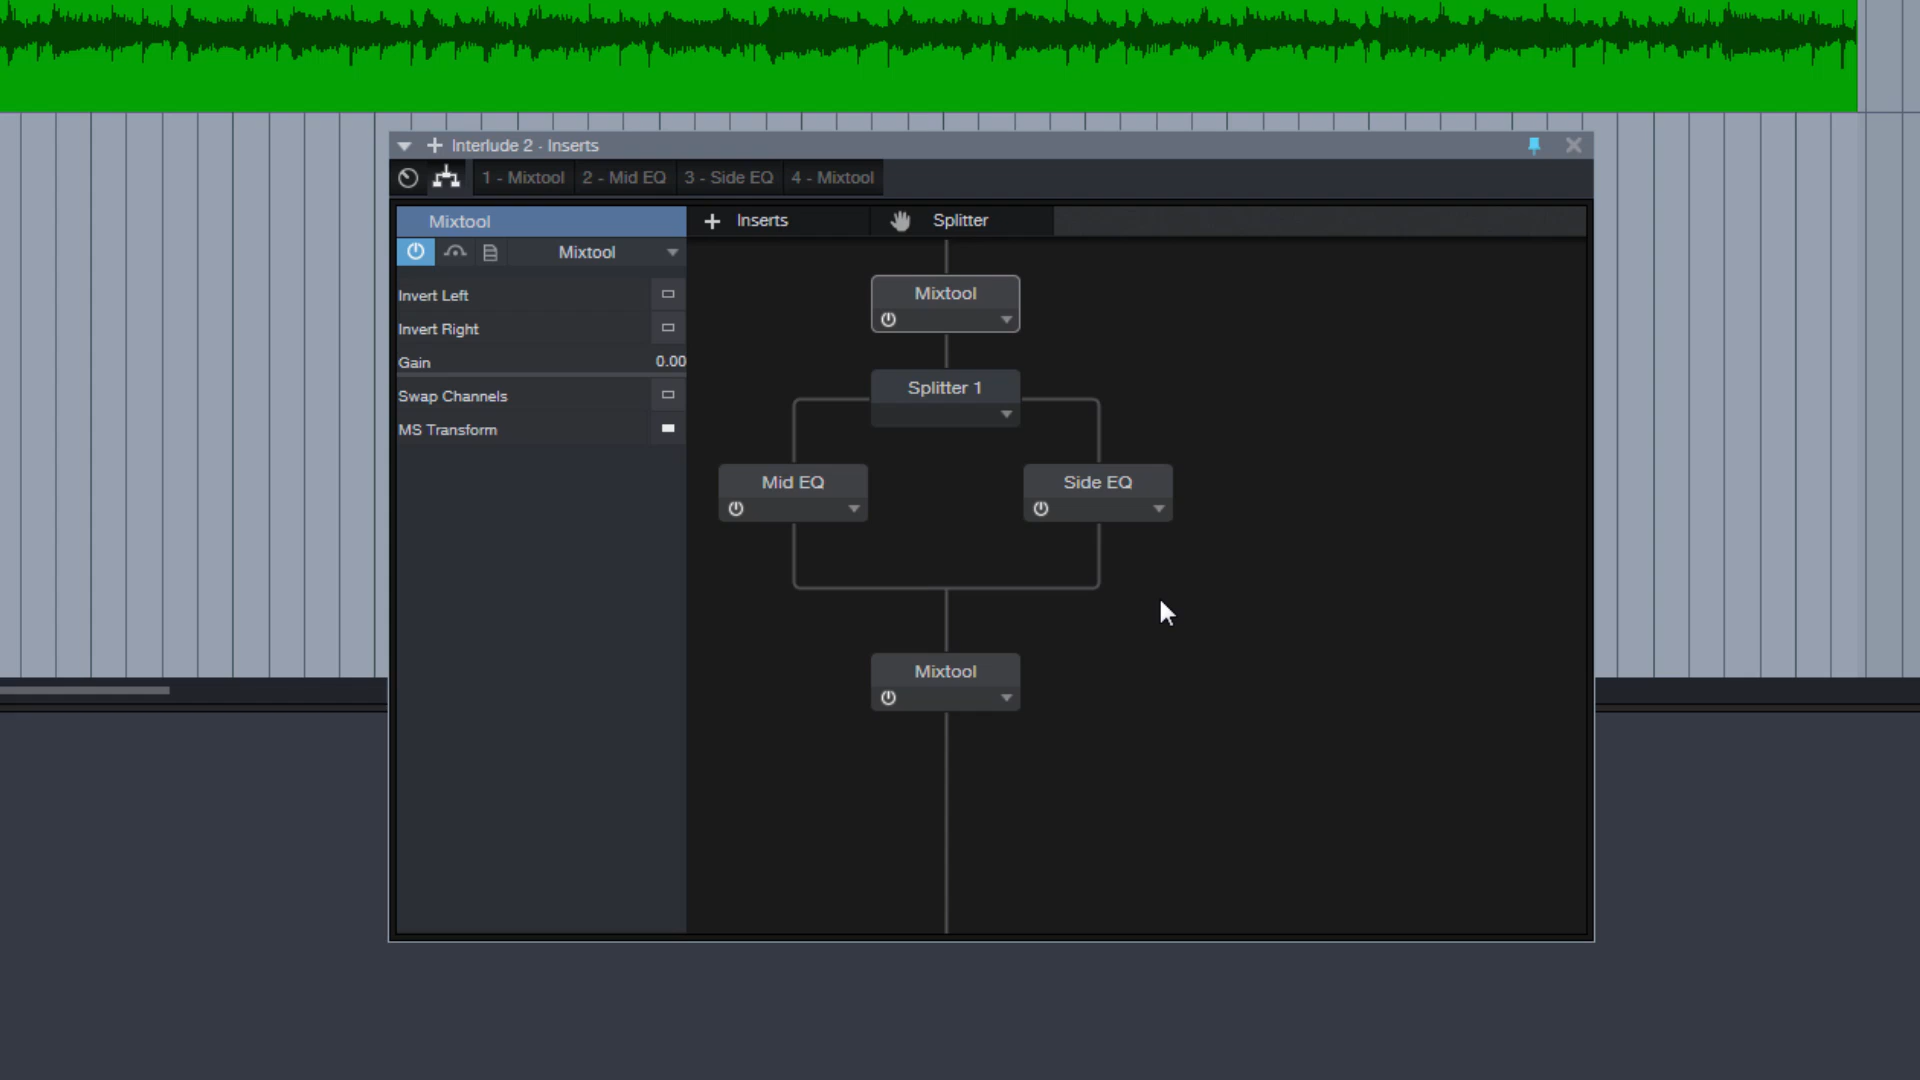 Interlude 2 - Inserts
1 - Mixtool 2 - Mid EQ 3 - Side EQ 4 - Mixtool
Mixtool
Inserts
Splitter
Mixtool
Invert Left
Invert Right
Gain 0.00
Swap Channels
MS Transform
Mixtool
Splitter 1
Mid EQ
Side EQ
Mixtool